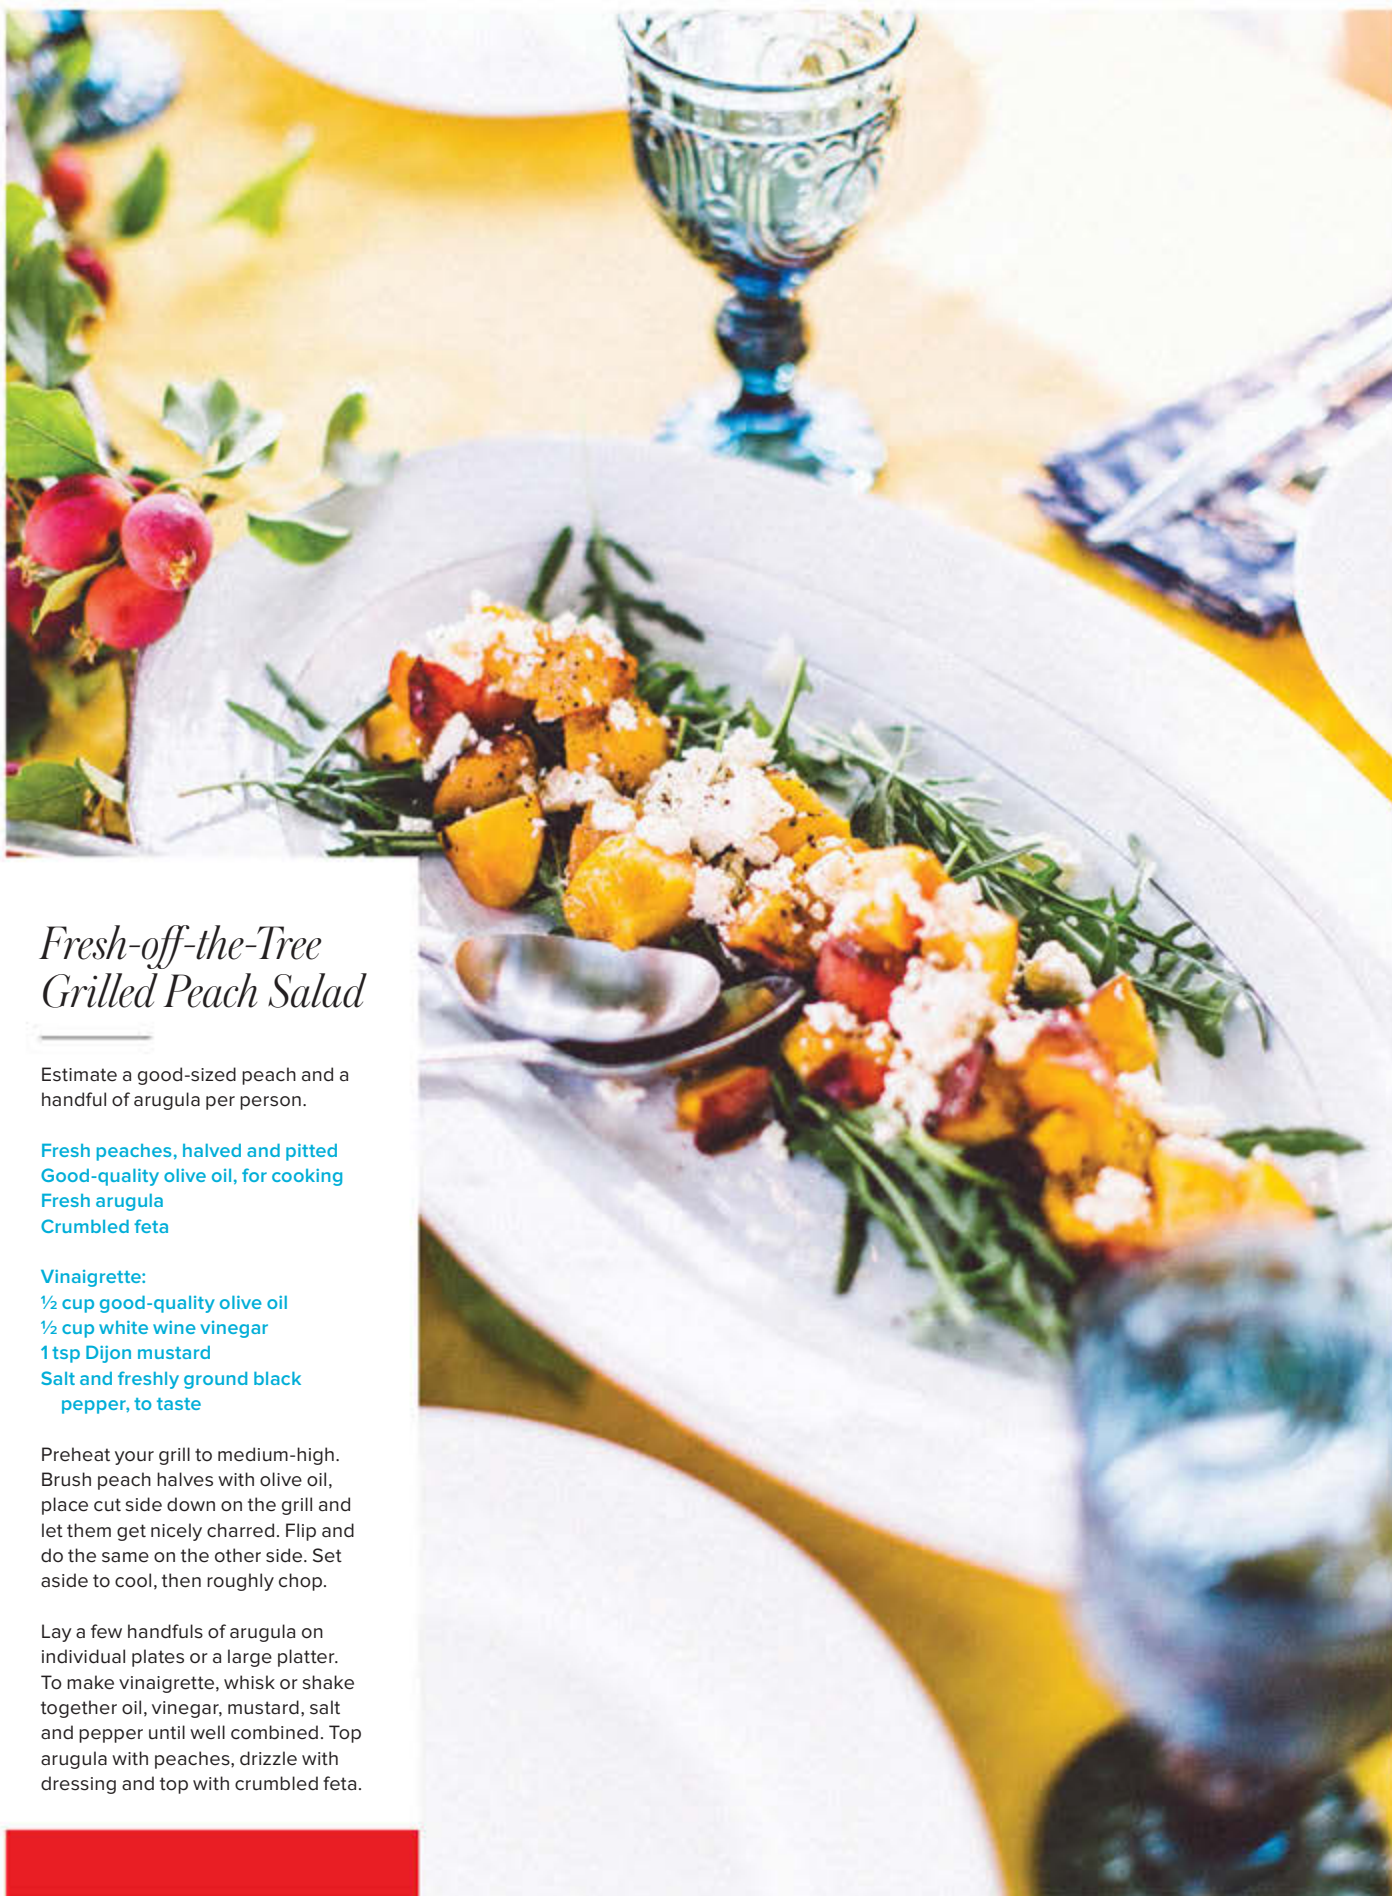 Fresh-off-the-Tree
Grilled Peach Salad
Estimate a good-sized peach and a
handful of arugula per person.
Fresh peaches, halved and pitted
Good-quality olive oil, for cooking
Fresh arugula
Crumbled feta
Vinaigrette:
½ cup good-quality olive oil
½ cup white wine vinegar
1 tsp Dijon mustard
Salt and freshly ground black
pepper, to taste
Preheat your grill to medium-high.
Brush peach halves with olive oil,
place cut side down on the grill and
let them get nicely charred. Flip and
do the same on the other side. Set
aside to cool, then roughly chop.
Lay a few handfuls of arugula on
individual plates or a large platter.
To make vinaigrette, whisk or shake
together oil, vinegar, mustard, salt
and pepper until well combined. Top
arugula with peaches, drizzle with
dressing and top with crumbled feta.